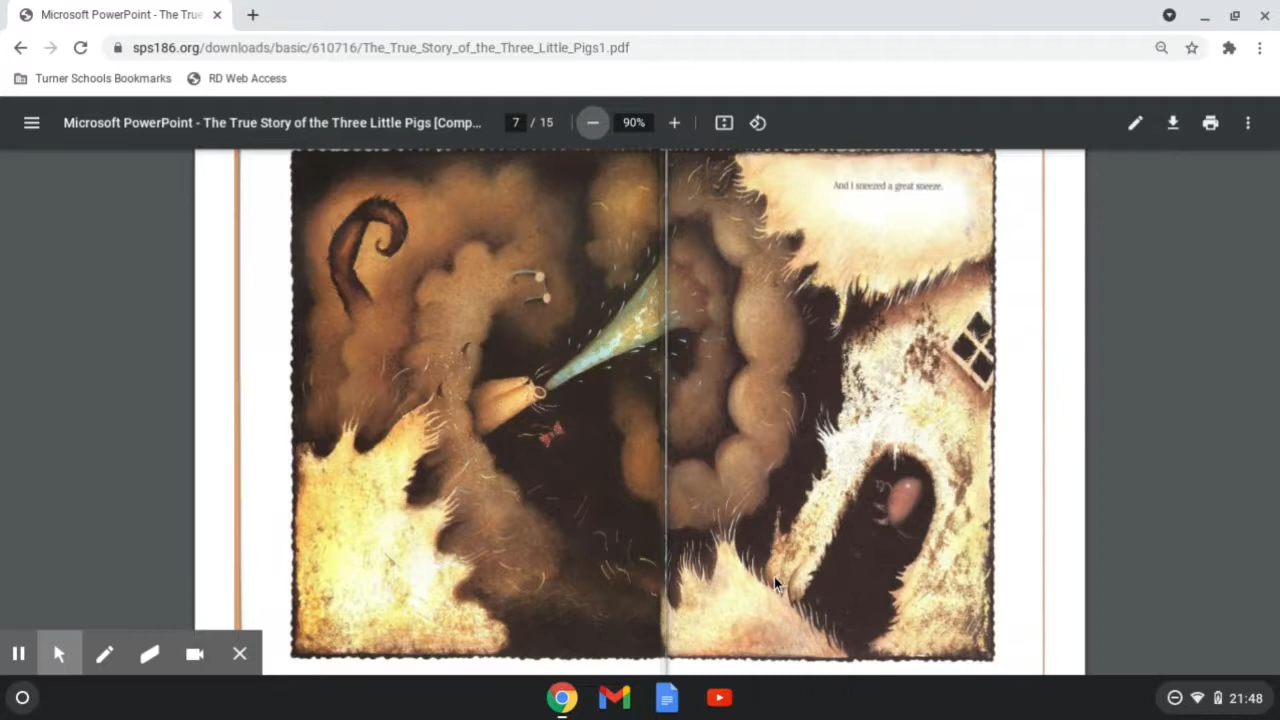 Microsoft PowerPoint - The True
sps186.org/downloads/basic/610716/The_True_Story_of_the_Three_Little_Pigs1.pdf
Turner Schools Bookmarks RD Web Access
Microsoft PowerPoint - The True Story of the Three Little Pigs [Comp... 7 / 15 90%
And I sneezed a great sneeze.
21:48